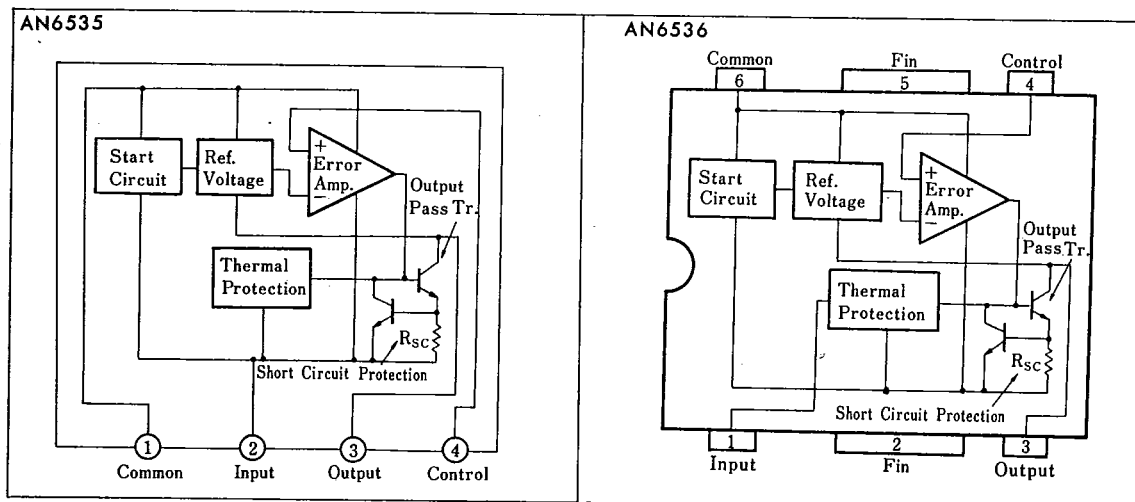 AN6535
Start
Circuit
Ref.
Voltage
+
Error
Amp.
−
Output
Pass Tr.
Thermal
Protection
RSC
Short Circuit Protection
1
2
3
4
Common
Input
Output
Control
AN6536
Common
Fin
Control
6
5
4
Start
Circuit
Ref.
Voltage
+
Error
Amp.
−
Output
Pass Tr.
Thermal
Protection
RSC
Short Circuit Protection
1
2
3
Input
Fin
Output